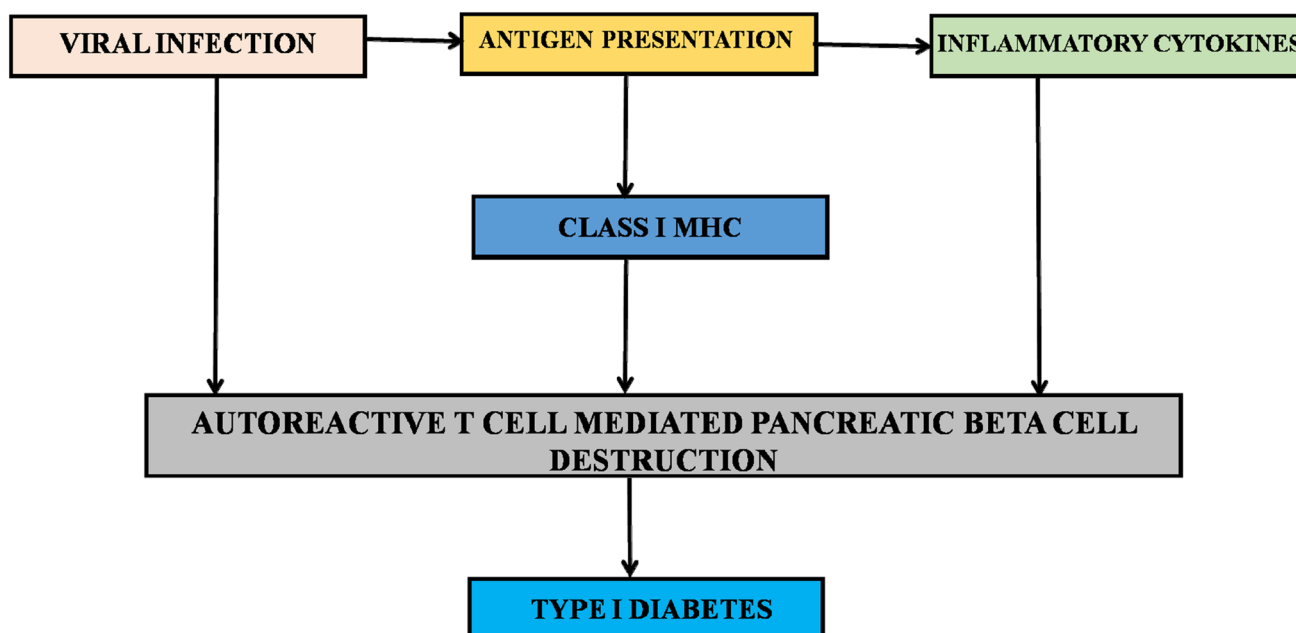 VIRAL INFECTION
ANTIGEN PRESENTATION
INFLAMMATORY CYTOKINES
CLASS I MHC
AUTOREACTIVE T CELL MEDIATED PANCREATIC BETA CELL
DESTRUCTION
TYPE I DIABETES